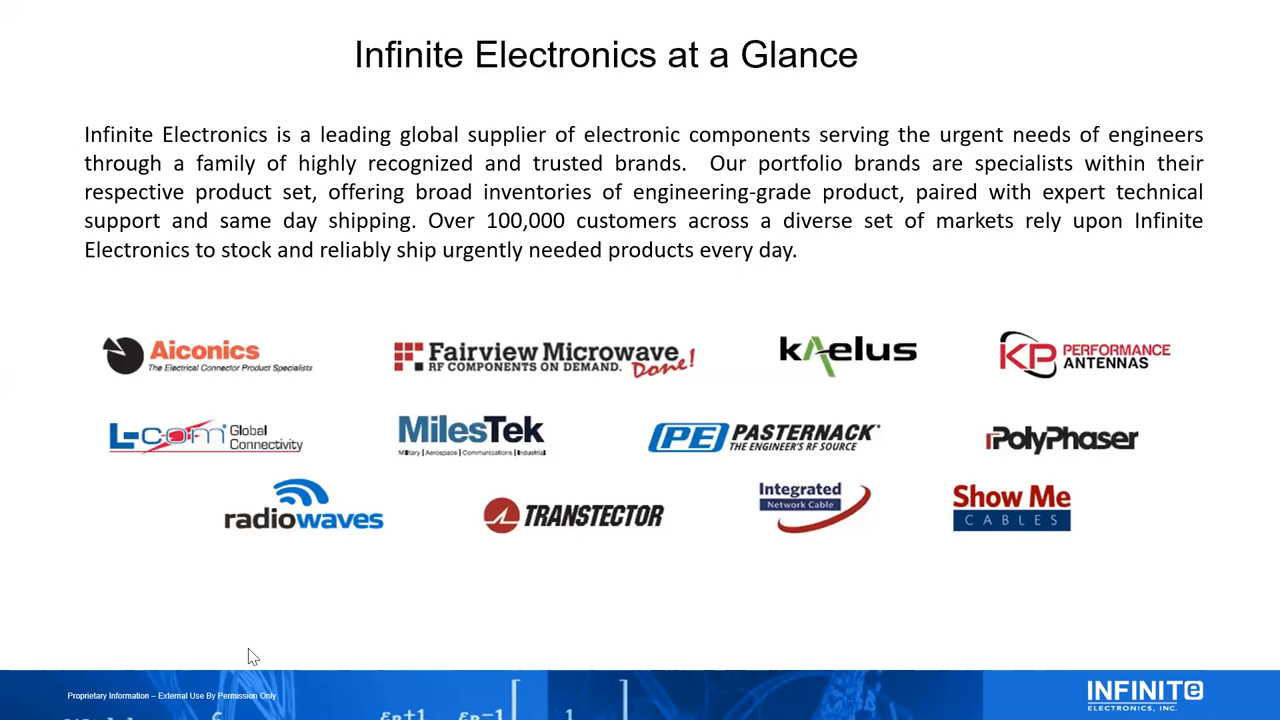 Infinite Electronics at a Glance
Infinite Electronics is a leading global supplier of electronic components serving the urgent needs of engineers
through a family of highly recognized and trusted brands. Our portfolio brands are specialists within their
respective product set, offering broad inventories of engineering-grade product, paired with expert technical
support and same day shipping. Over 100,000 customers across a diverse set of markets rely upon Infinite
Electronics to stock and reliably ship urgently needed products every day.
Aiconics
The Electrical Connector Product Specialists
Fairview Microwave
RF COMPONENTS ON DEMAND. Done!
kaelus
KP PERFORMANCE
ANTENNAS
L-com Global
Connectivity
MilesTek
Military | Aerospace | Communications | Industrial
PE PASTERNACK
THE ENGINEER'S RF SOURCE
PolyPhaser
radiowaves
TRANSTECTOR
Integrated
Network Cable
Show Me
CABLES
Proprietary Information – External Use By Permission Only
INFINITe
ELECTRONICS, INC.